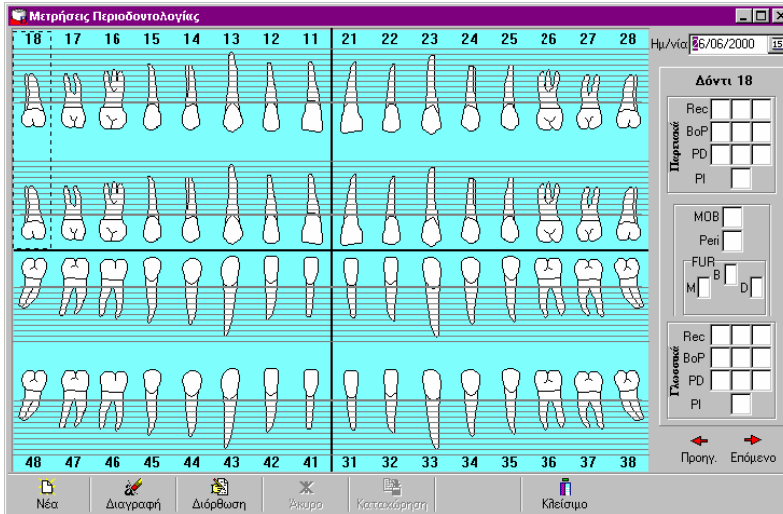 Μετρήσεις Περιοδοντολογίας
18 17 16 15 14 13 12 11 21 22 23 24 25 26 27 28
Ημ/νία 26/06/2000 15
Δόντι 18
Παρειακά
Rec
BoP
PD
PI
MOB
Peri
FUR
M B D
Γλωσσικά
Rec
BoP
PD
PI
48 47 46 45 44 43 42 41 31 32 33 34 35 36 37 38
Προηγ. Επόμενο
Νέα Διαγραφή Διόρθωση Άκυρο Καταχώρηση Κλείσιμο